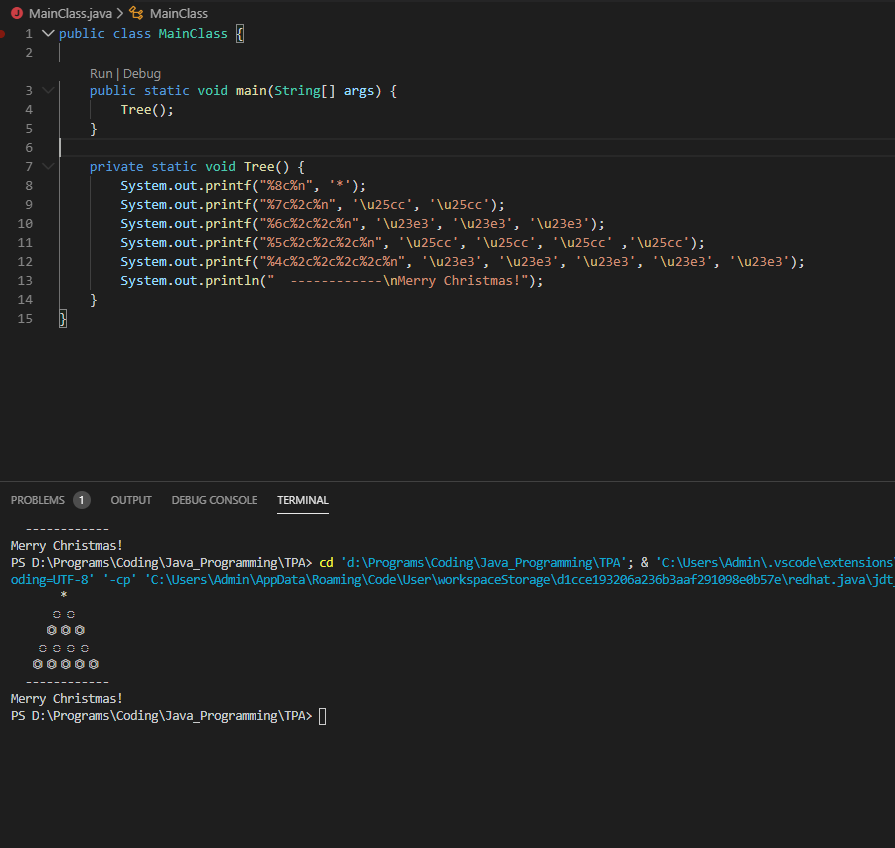 MainClass.java > MainClass
1 public class MainClass {
2
Run | Debug
3 public static void main(String[] args) {
4 Tree();
5 }
6
7 private static void Tree() {
8 System.out.printf("%8c%n", '*');
9 System.out.printf("%7c%2c%n", '\u25cc', '\u25cc');
10 System.out.printf("%6c%2c%2c%n", '\u23e3', '\u23e3', '\u23e3');
11 System.out.printf("%5c%2c%2c%2c%n", '\u25cc', '\u25cc', '\u25cc' ,'\u25cc');
12 System.out.printf("%4c%2c%2c%2c%2c%n", '\u23e3', '\u23e3', '\u23e3', '\u23e3', '\u23e3');
13 System.out.println("  ------------\nMerry Christmas!");
14 }
15 }
PROBLEMS 1 OUTPUT DEBUG CONSOLE TERMINAL
------------
Merry Christmas!
PS D:\Programs\Coding\Java_Programming\TPA> cd 'd:\Programs\Coding\Java_Programming\TPA'; & 'C:\Users\Admin\.vscode\extensions\
oding=UTF-8' '-cp' 'C:\Users\Admin\AppData\Roaming\Code\User\workspaceStorage\d1cce193206a236b3aaf291098e0b57e\redhat.java\jdt_
*
◌ ◌
⏣ ⏣ ⏣
◌ ◌ ◌ ◌
⏣ ⏣ ⏣ ⏣ ⏣
------------
Merry Christmas!
PS D:\Programs\Coding\Java_Programming\TPA>